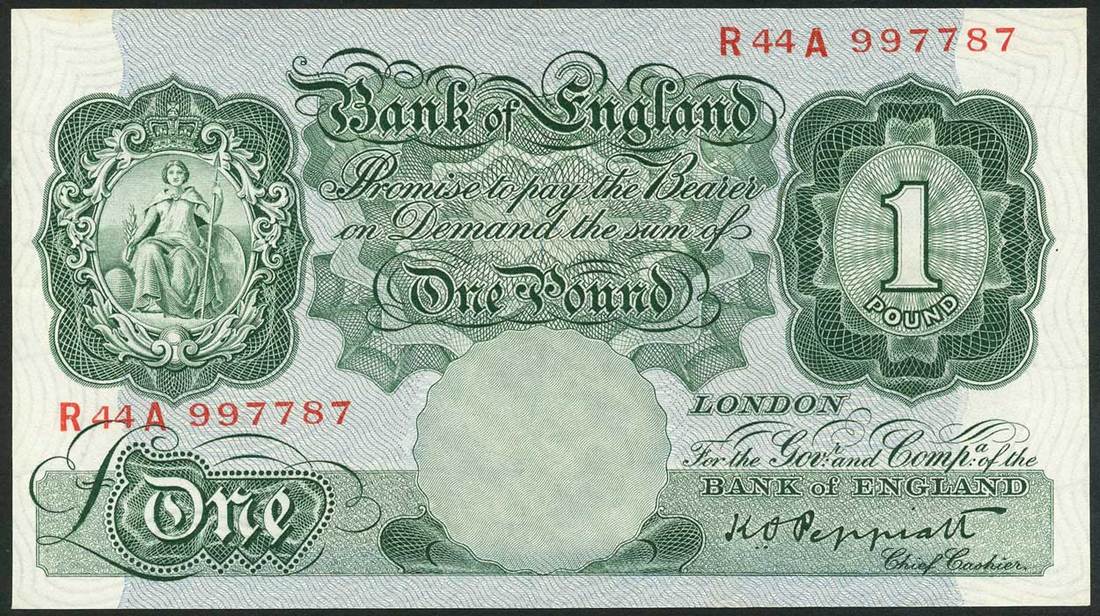 R44A 997787
Bank of England
Promise to pay the Bearer
on Demand the sum of
One Pound
1
POUND
R44A 997787
£One
LONDON
For the Govr. and Compa. of the
BANK of ENGLAND
K O Peppiatt
Chief Cashier.